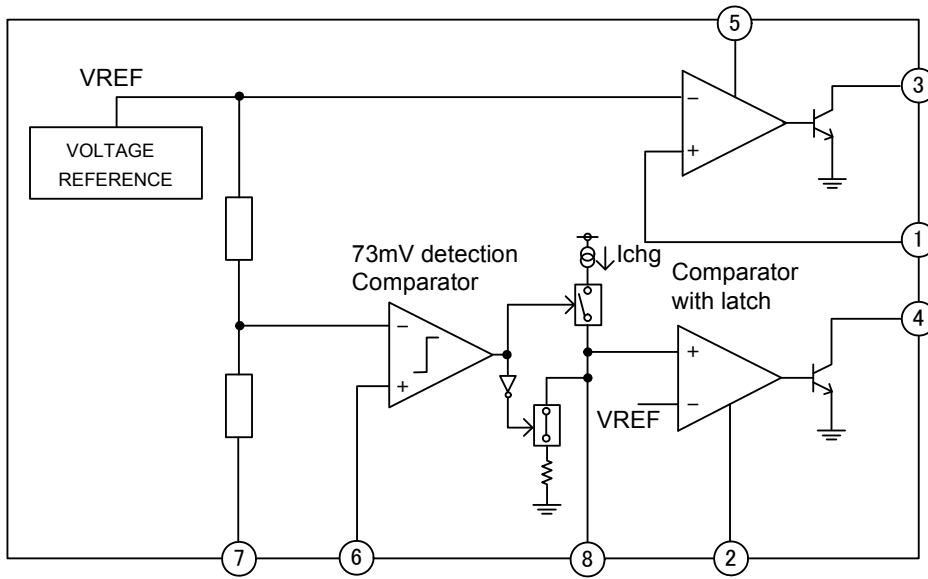 5
VREF
3
VOLTAGE
REFERENCE
−
+
1
73mV detection
Comparator
Ichg
Comparator
with latch
4
−
+
+
−
VREF
7
6
8
2